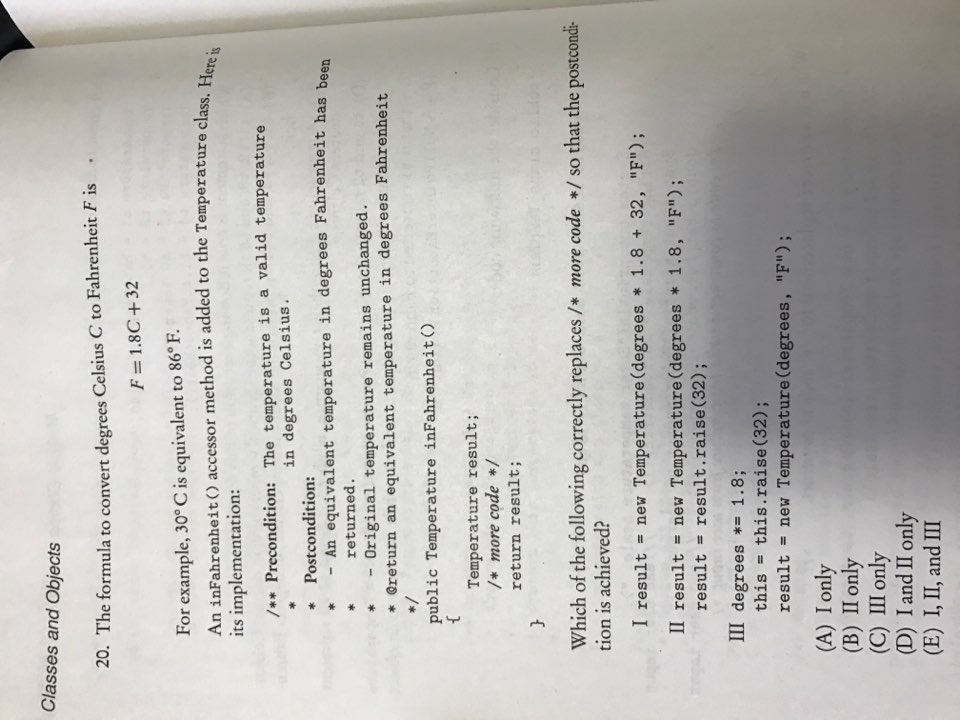 Classes and Objects
20. The formula to convert degrees Celsius C to Fahrenheit F is
F = 1.8C + 32
For example, 30° C is equivalent to 86° F.
An inFahrenheit() accessor method is added to the Temperature class. Here is
its implementation:
/** Precondition: The temperature is a valid temperature
* in degrees Celsius.
* Postcondition:
* - An equivalent temperature in degrees Fahrenheit has been
* returned.
* - Original temperature remains unchanged.
* @return an equivalent temperature in degrees Fahrenheit
*/
public Temperature inFahrenheit()
{
Temperature result;
/* more code */
return result;
}
Which of the following correctly replaces /* more code */ so that the postcondi-
tion is achieved?
I result = new Temperature(degrees * 1.8 + 32, "F");
II result = new Temperature(degrees * 1.8, "F");
result = result.raise(32);
III degrees *= 1.8;
this = this.raise(32);
result = new Temperature(degrees, "F");
(A) I only
(B) II only
(C) III only
(D) I and II only
(E) I, II, and III